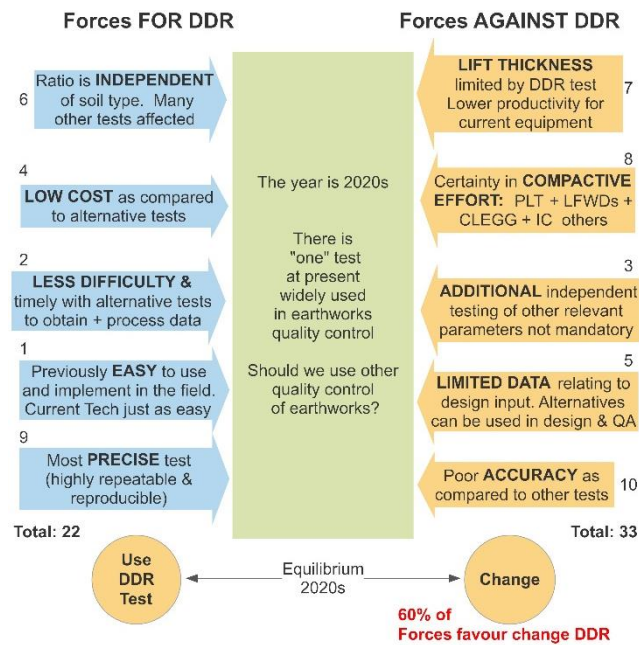 Forces FOR DDR
Forces AGAINST DDR
6
Ratio is INDEPENDENT
of soil type. Many
other tests affected
4
LOW COST as compared
to alternative tests
2
LESS DIFFICULTY &
timely with alternative tests
to obtain + process data
1
Previously EASY to use
and implement in the field.
Current Tech just as easy
9
Most PRECISE test
(highly repeatable &
reproducible)
Total: 22
The year is 2020s
There is
"one" test
at present
widely used
in earthworks
quality control
Should we use other
quality control
of earthworks?
LIFT THICKNESS
limited by DDR test
Lower productivity for
current equipment
7
8
Certainty in COMPACTIVE
EFFORT: PLT + LFWDs +
CLEGG + IC others
3
ADDITIONAL independent
testing of other relevant
parameters not mandatory
5
LIMITED DATA relating to
design input. Alternatives
can be used in design & QA
Poor ACCURACY as
compared to other tests
10
Total: 33
Use
DDR
Test
Equilibrium
2020s
Change
60% of
Forces favour change DDR